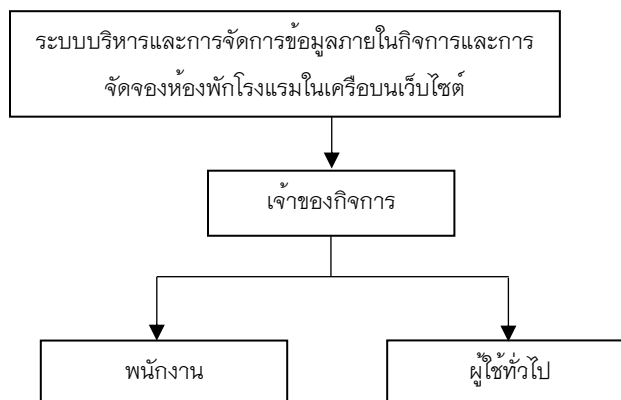 ระบบบริหารและการจัดการข้อมูลภายในกิจการและการ
จัดจองห้องพักโรงแรมในเครือบนเว็บไซต์
เจ้าของกิจการ
พนักงาน
ผู้ใช้ทั่วไป